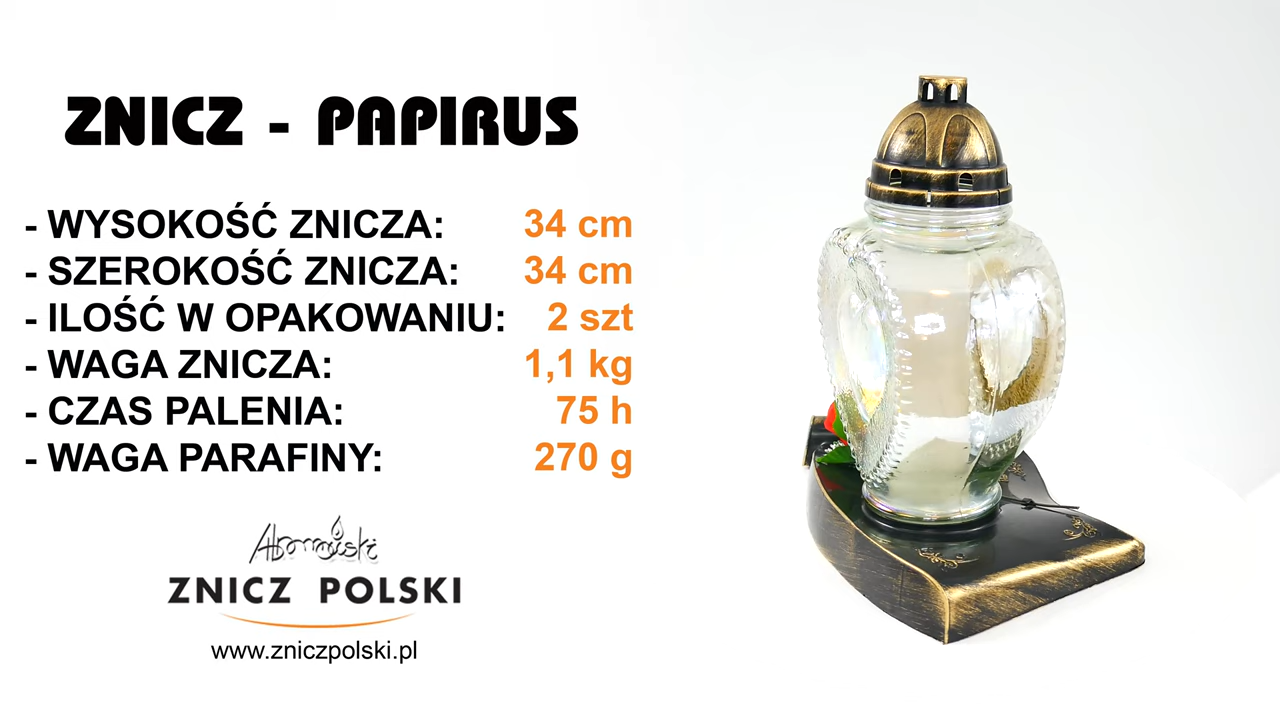 ZNICZ - PAPIRUS
- WYSOKOŚĆ ZNICZA: 34 cm
- SZEROKOŚĆ ZNICZA: 34 cm
- ILOŚĆ W OPAKOWANIU: 2 szt
- WAGA ZNICZA: 1,1 kg
- CZAS PALENIA: 75 h
- WAGA PARAFINY: 270 g
ZNICZ POLSKI
www.zniczpolski.pl